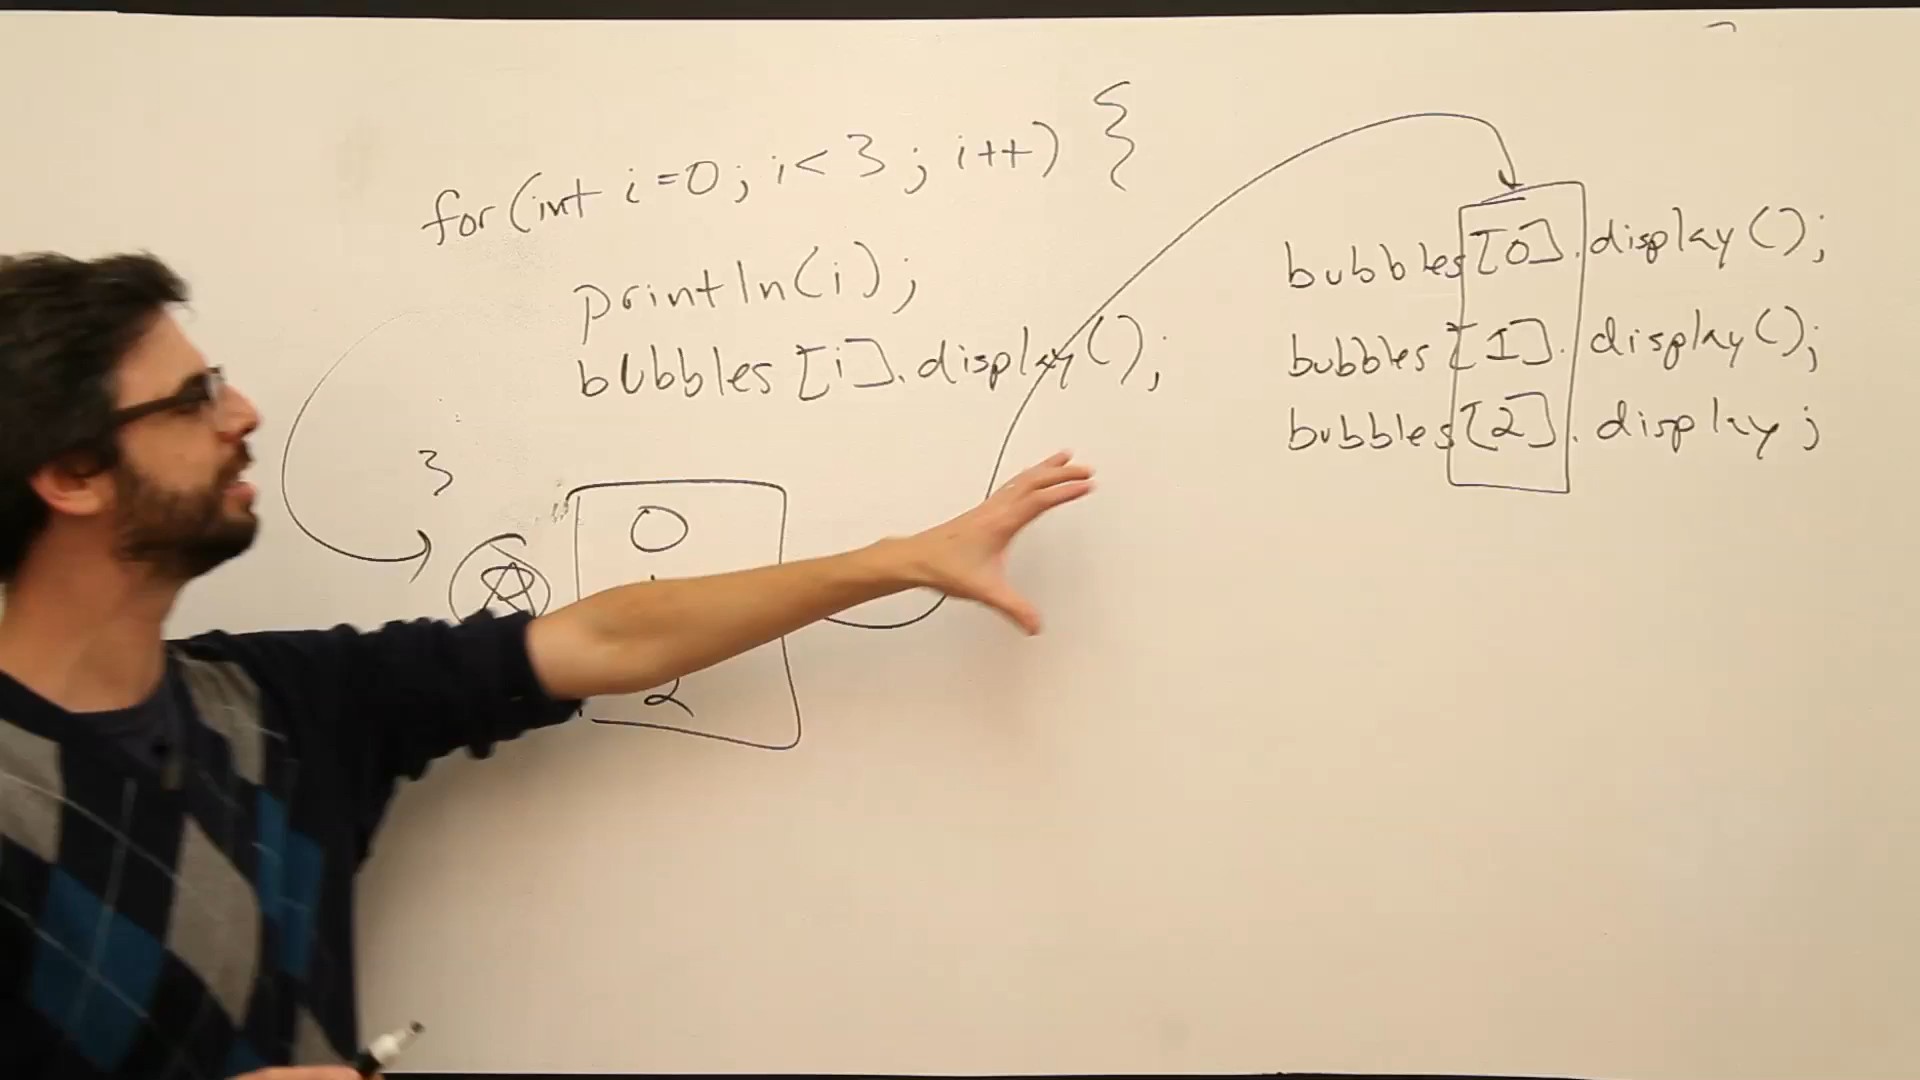 for(int i=0; i<3; i++) {
println(i);
bubbles[i].display();
3
0
2
bubbles[0].display();
bubbles[1].display();
bubbles[2].display;